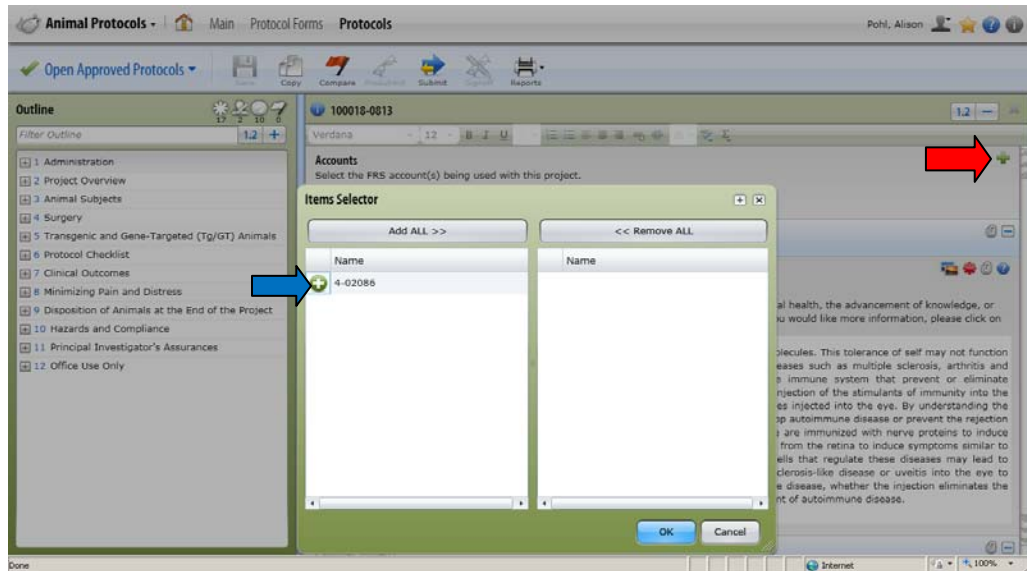 Animal Protocols Main Protocol Forms Protocols Pohl, Alison
Open Approved Protocols Save Copy Compare Submit Reports
Outline 17 2 10 0
Filter Outline 1.2 +
1 Administration
2 Project Overview
3 Animal Subjects
4 Surgery
5 Transgenic and Gene-Targeted (Tg/GT) Animals
6 Protocol Checklist
7 Clinical Outcomes
8 Minimizing Pain and Distress
9 Disposition of Animals at the End of the Project
10 Hazards and Compliance
11 Principal Investigator's Assurances
12 Office Use Only
100018-0813 1.2
Verdana 12 B I U
Accounts
Select the FRS account(s) being used with this project.
Items Selector
Add ALL >> << Remove ALL
Name Name
4-02086
OK Cancel
al health, the advancement of knowledge, or
u would like more information, please click on
olecules. This tolerance of self may not function
eases such as multiple sclerosis, arthritis and
e immune system that prevent or eliminate
njection of the stimulants of immunity into the
es injected into the eye. By understanding the
op autoimmune disease or prevent the rejection
are immunized with nerve proteins to induce
from the retina to induce symptoms similar to
ells that regulate these diseases may lead to
clerosis-like disease or uveitis into the eye to
e disease, whether the injection eliminates the
nt of autoimmune disease.
Done Internet 100%